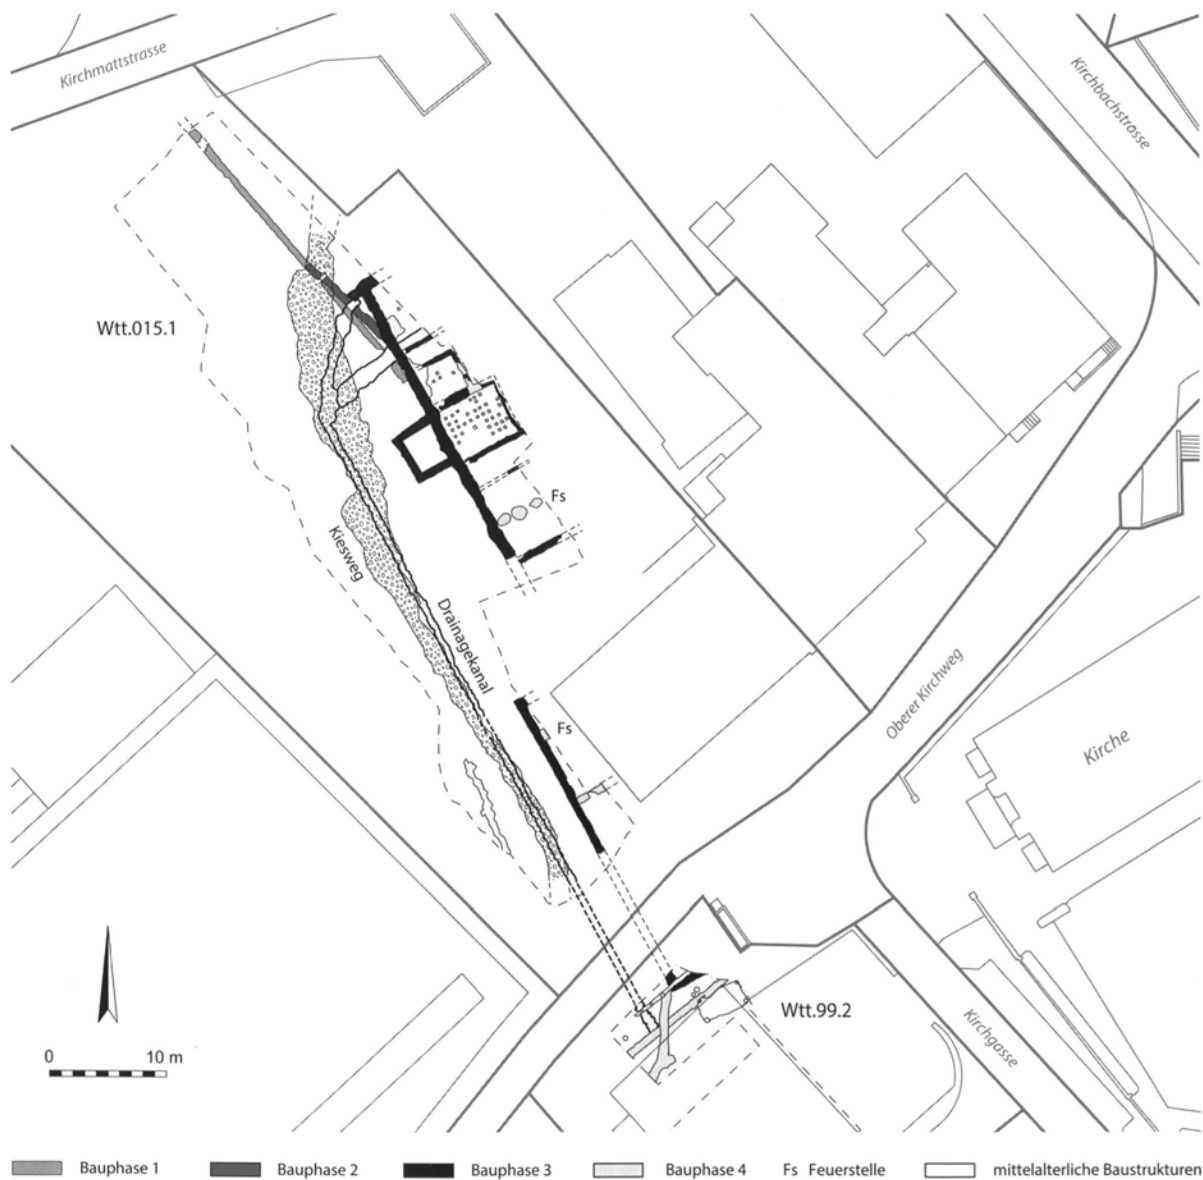 Kirchmattstrasse
Kirchbachstrasse
Wtt.015.1
Fs
Kiesweg
Drainagekanal
Fs
Oberer Kirchweg
Kirche
Wtt.99.2
Kirchgasse
0 10 m
Bauphase 1 Bauphase 2 Bauphase 3 Bauphase 4 Fs Feuerstelle mittelalterliche Baustrukturen